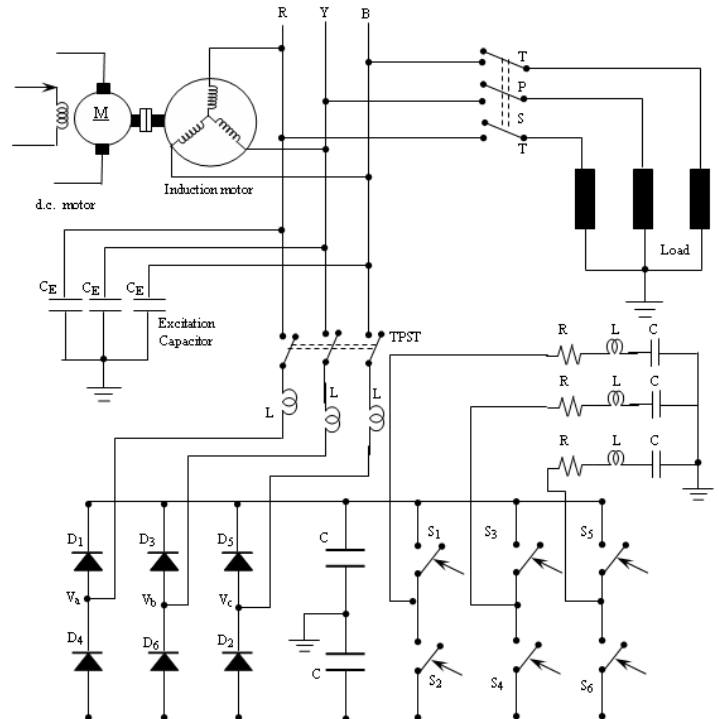 R Y B
T
P
S
T
M
Induction motor
d.c. motor
Load
CE CE CE
Excitation
Capacitor
TPST
R L C
L L L
R L C
R L C
D1 D3 D5 C S1 S3 S5
Va Vb Vc
D4 D6 D2 C S2 S4 S6